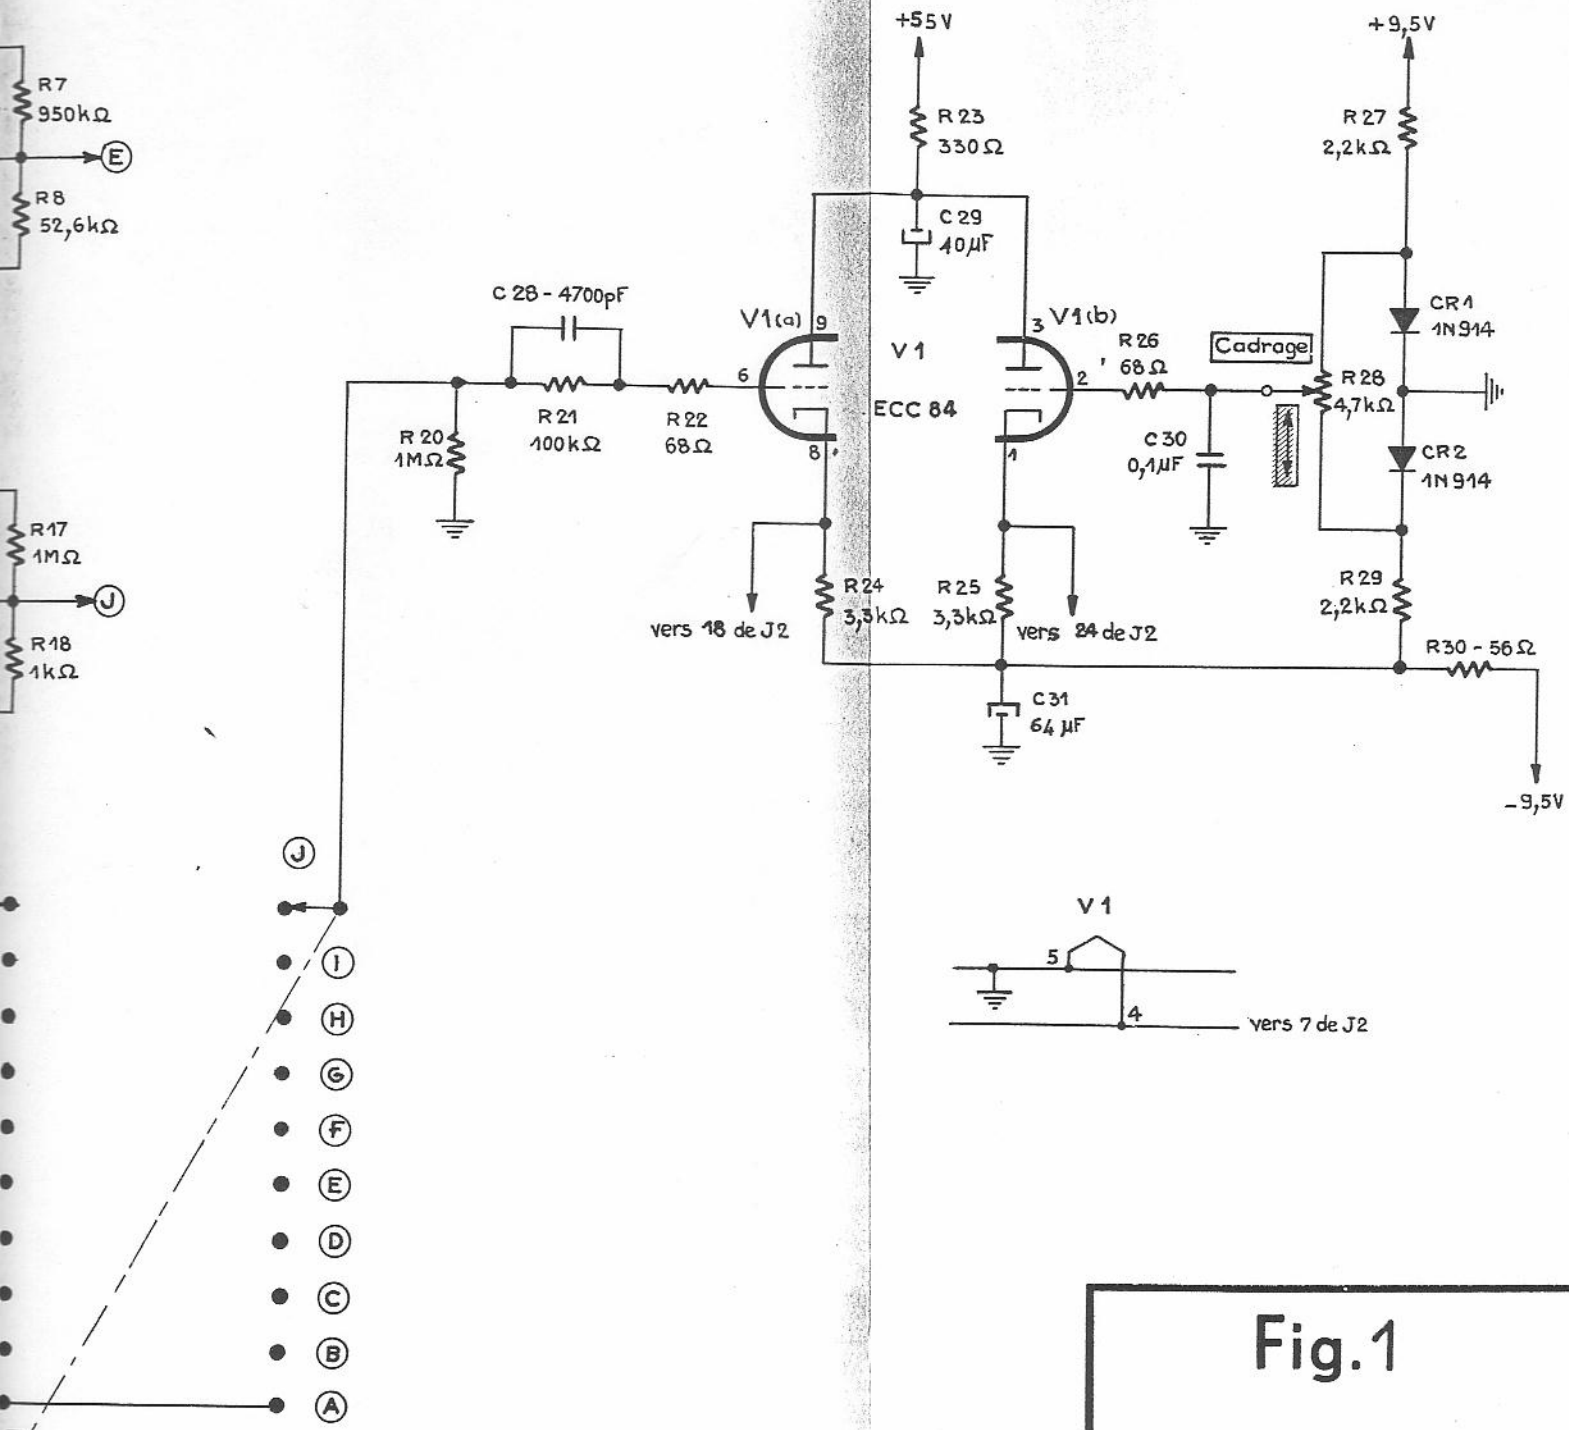 +55V
+9,5V
R7
950kΩ
E
R8
52,6kΩ
R23
330Ω
R27
2,2kΩ
C29
40µF
C28-4700pF
V1(a)
9
V1
ECC 84
3
V1(b)
R26
68Ω
Cadrage
CR1
1N914
6
2
R28
4,7kΩ
R21
100kΩ
R22
68Ω
R20
1MΩ
8
1
C30
0,1µF
CR2
1N914
R17
1MΩ
J
R18
1kΩ
R24
3,3kΩ
R25
3,3kΩ
R29
2,2kΩ
vers 18 de J2
vers 24 de J2
R30-56Ω
C31
64µF
-9,5V
J
I
H
G
F
E
D
C
B
A
V1
5
4
vers 7 de J2
Fig.1